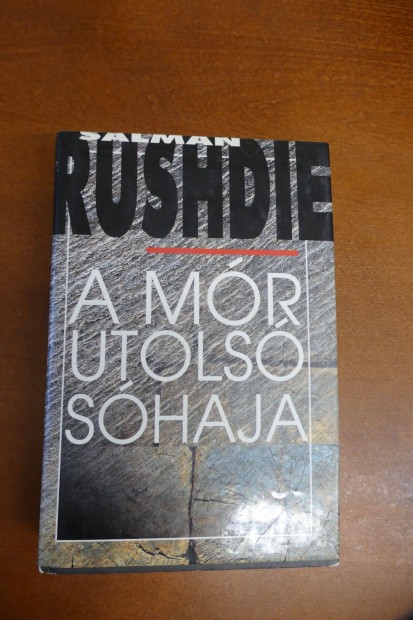 SALMAN
RUSHDIE
A MÓR
UTOLSÓ
SÓHAJA